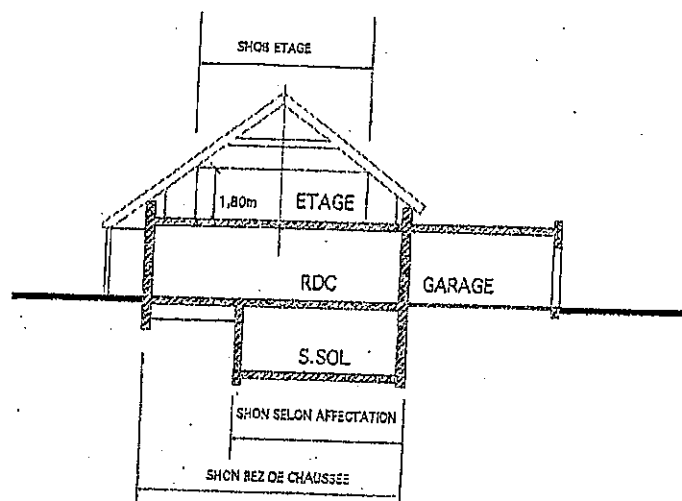 SHOB ETAGE
1,80m
ETAGE
RDC
GARAGE
S.SOL
SHON SELON AFFECTATION
SHON REZ DE CHAUSSEE